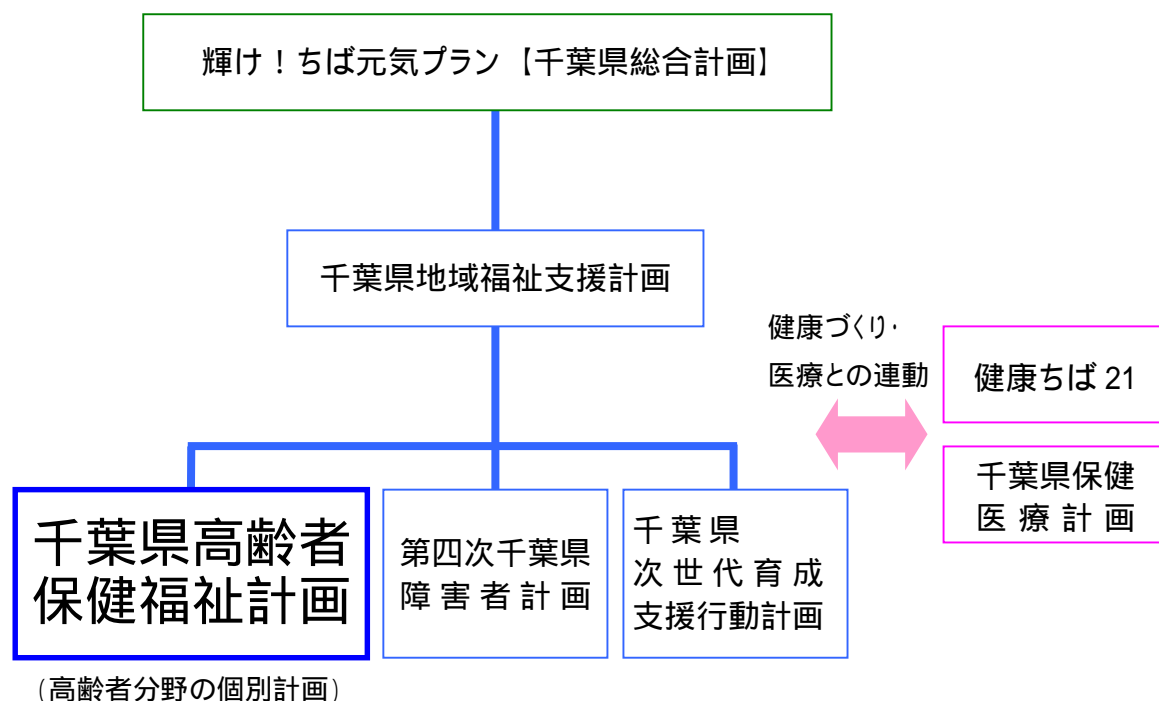 輝け！ちば元気プラン【千葉県総合計画】
千葉県地域福祉支援計画
健康づくり・
医療との連動
健康ちば 21
千葉県保健
医療計画
千葉県高齢者
保健福祉計画
第四次千葉県
障害者計画
千葉県
次世代育成
支援行動計画
（高齢者分野の個別計画）